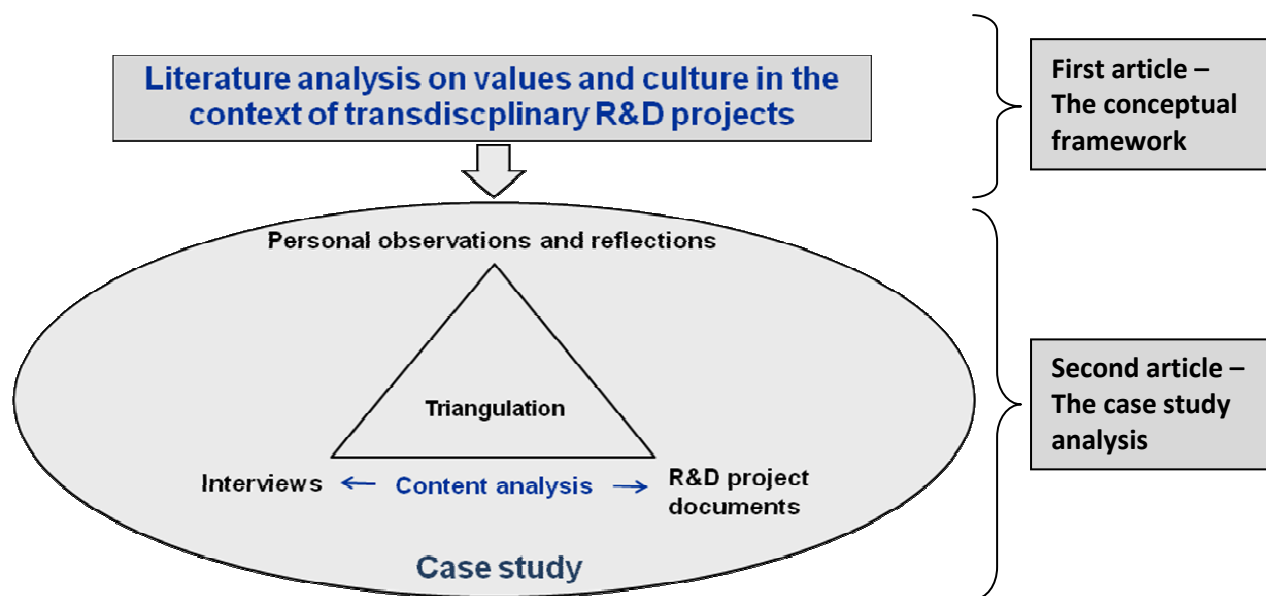 Literature analysis on values and culture in the
context of transdiscplinary R&D projects
First article –
The conceptual
framework
Personal observations and reflections
Triangulation
Interviews ← Content analysis → R&D project
documents
Case study
Second article –
The case study
analysis